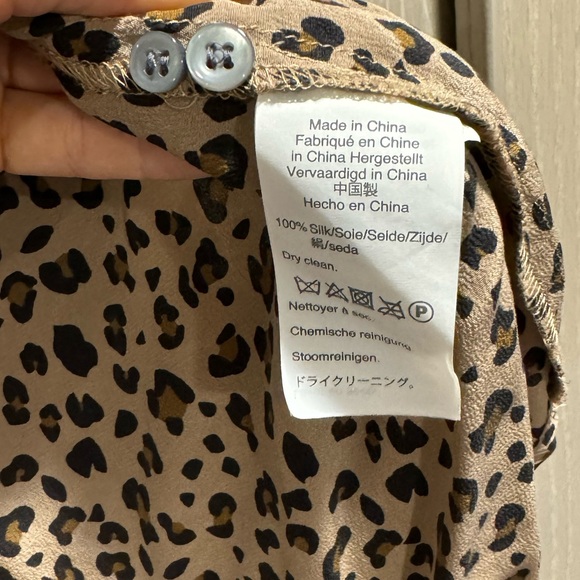 Made in China
Fabriqué en Chine
in China Hergestellt
Vervaardigd in China
中国製
Hecho en China
100% Silk/Soie/Seide/Zijde/
絹/seda
Dry clean.
P
Nettoyer à sec.
Chemische reinigung
Stoomreinigen.
ドライクリーニング。